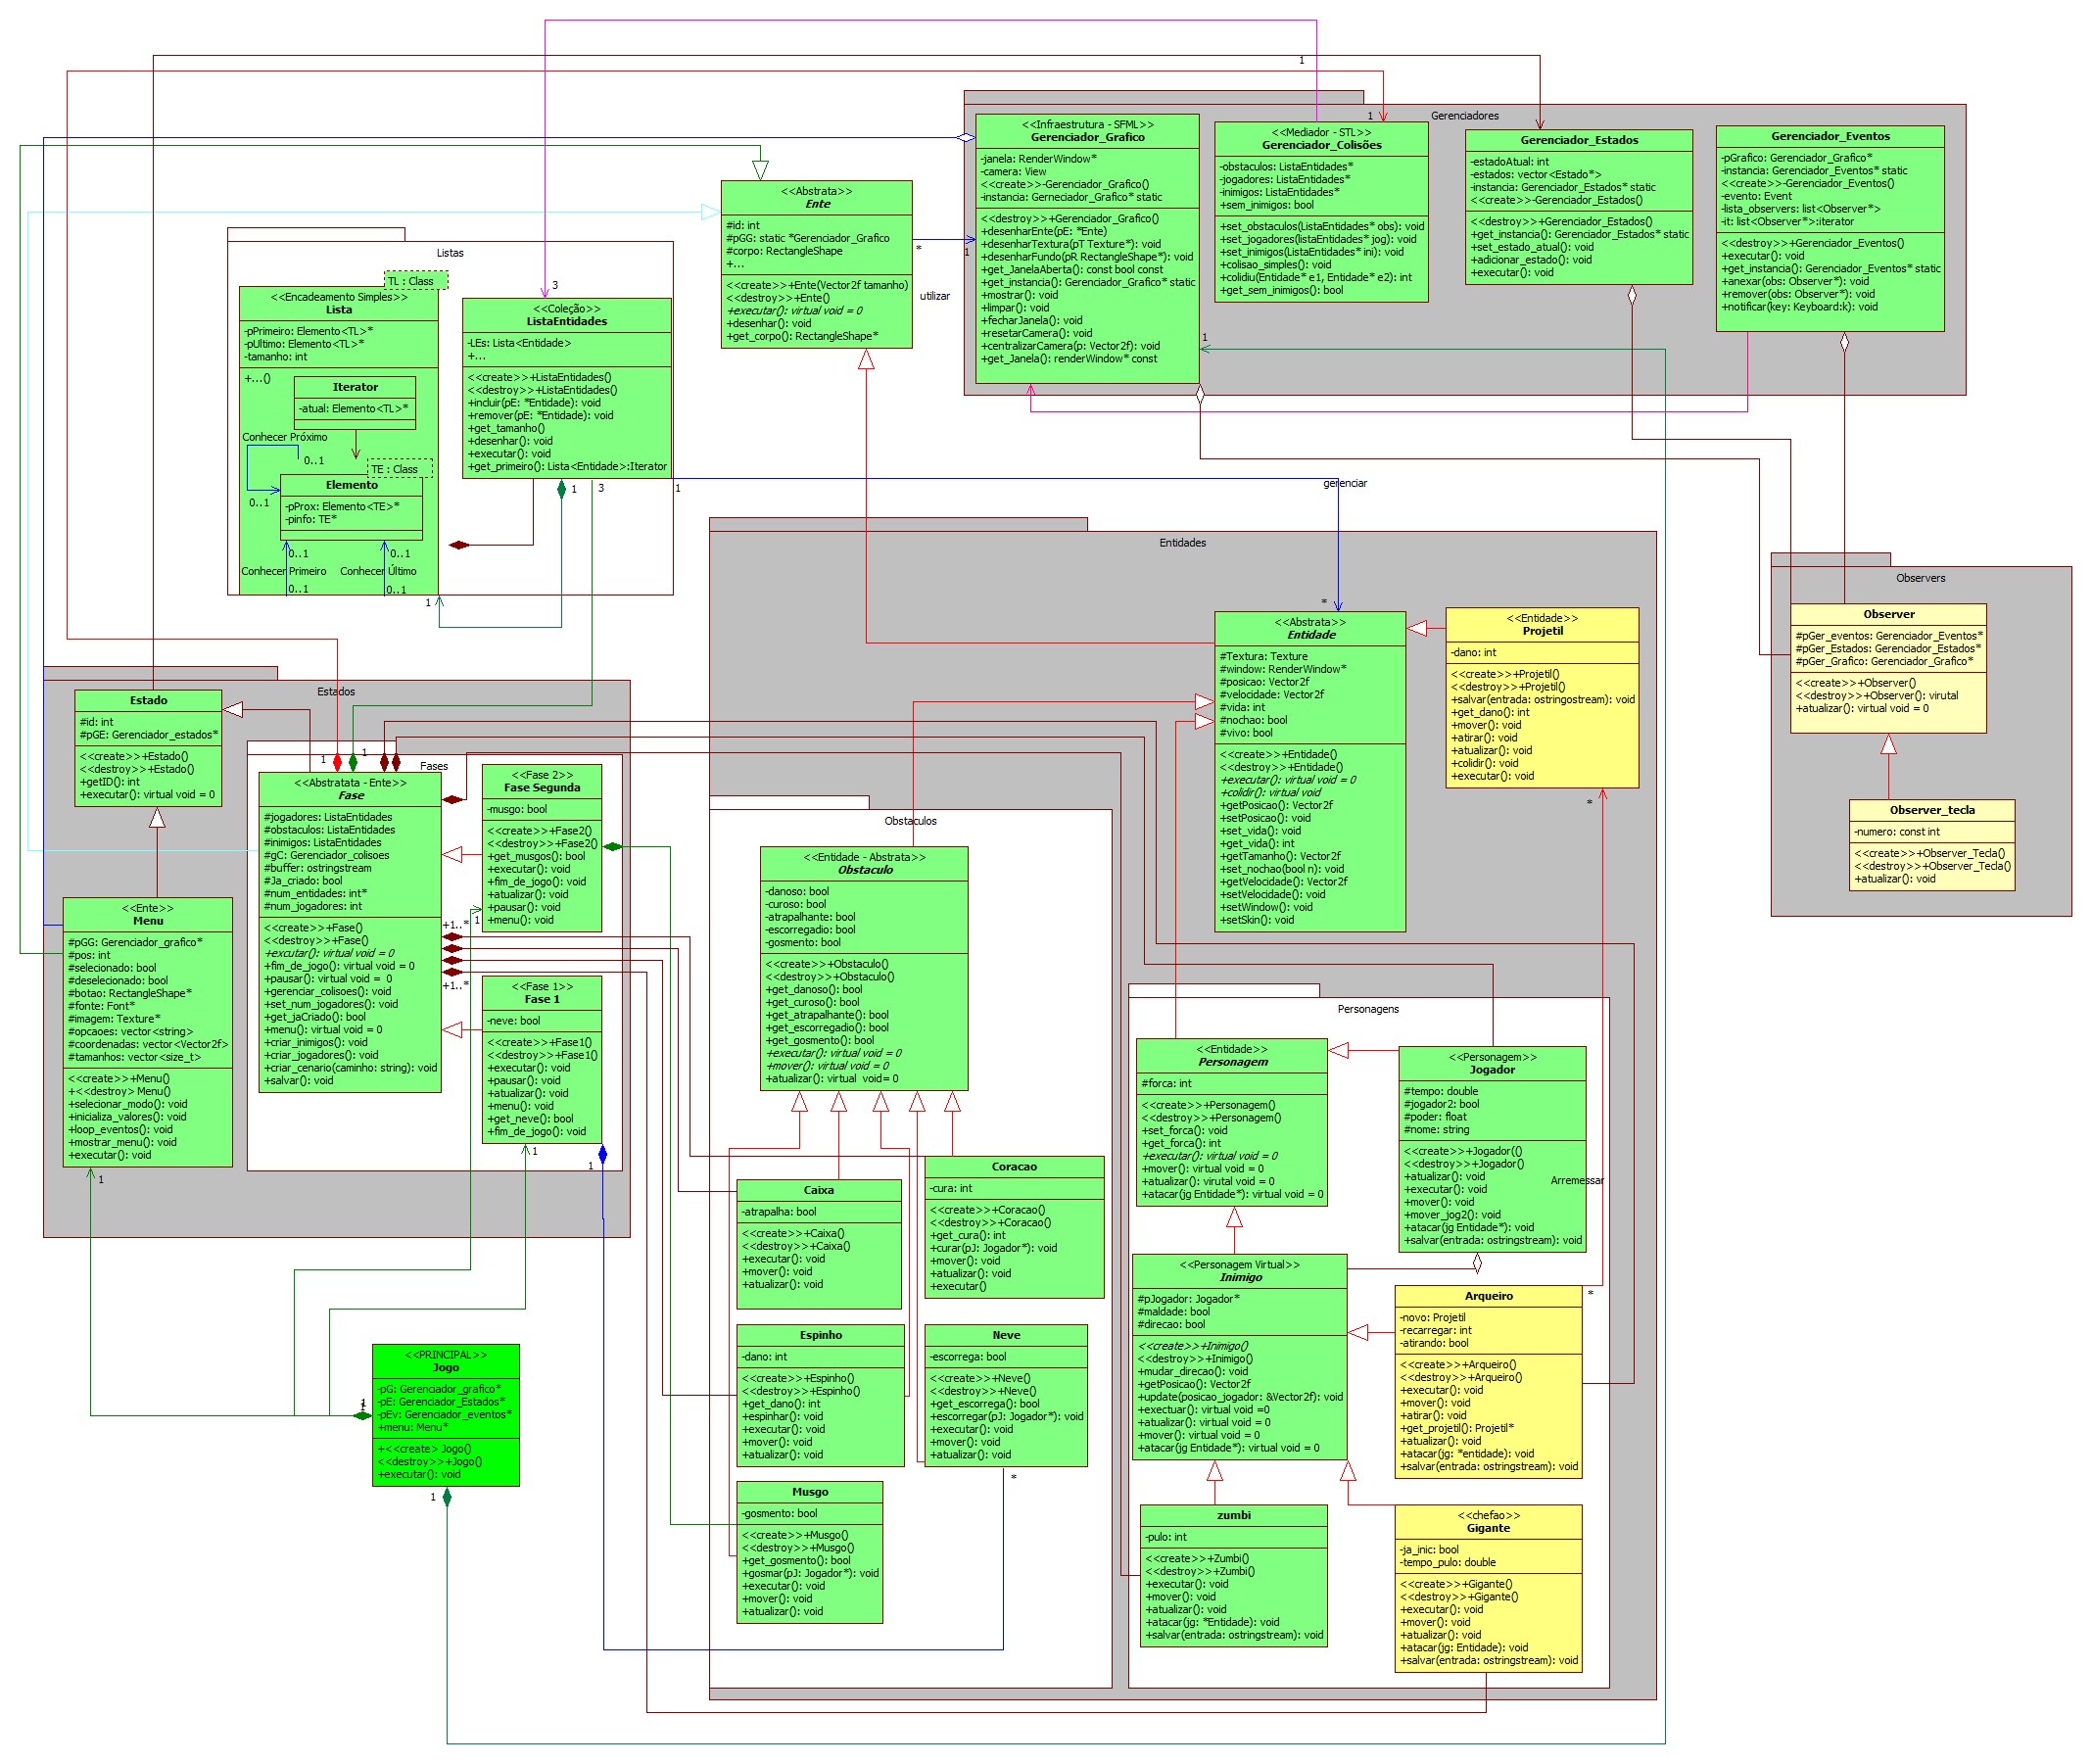 Gerenciadores
<<Infraestrutura - SFML>>
Gerenciador_Grafico
-janela: RenderWindow*
-camera: View
<<create>>-Gerenciador_Grafico()
-instancia: Gerneciador_Grafico* static
<<destroy>>+Gerenciador_Grafico()
+desenharEnte(pE: *Ente)
+desenharTextura(pT Texture*): void
+desenharFundo(pR RectangleShape*): void
+get_JanelaAberta(): const bool const
+get_instancia(): Gerenciador_Grafico* static
+mostrar(): void
+limpar(): void
+fecharJanela(): void
+resetarCamera(): void
+centralizarCamera(p: Vector2f): void
+get_Janela(): renderWindow* const
<<Mediador - STL>>
Gerenciador_Colisões
-obstaculos: ListaEntidades*
-jogadores: ListaEntidades*
-inimigos: ListaEntidades*
+sem_inimigos: bool
+set_obstaculos(ListaEntidades* obs): void
+set_jogadores(listaEntidades* jog): void
+set_inimigos(ListaEntidades* ini): void
+colisao_simples(): void
+colidiu(Entidade* e1, Entidade* e2): int
+get_sem_inimigos(): bool
Gerenciador_Estados
-estadoAtual: int
-estados: vector<Estado*>
-instancia: Gerenciador_Estados* static
<<create>>-Gerenciador_Estados()
<<destroy>>+Gerenciador_Estados()
+get_instancia(): Gerenciador_Estados* static
+set_estado_atual(): void
+adicionar_estado(): void
+executar(): void
Gerenciador_Eventos
-pGrafico: Gerenciador_Grafico*
-instancia: Gerenciador_Eventos* static
<<create>>-Gerenciador_Eventos()
-evento: Event
-lista_observers: list<Observer*>
-it: list<Observer*>:iterator
<<destroy>>+Gerenciador_Eventos()
+executar(): void
+get_instancia(): Gerenciador_Eventos* static
+anexar(obs: Observer*): void
+remover(obs: Observer*): void
+notificar(key: Keyboard:k): void
1
1
<<Abstrata>>
Ente
#id: int
#pGG: static *Gerenciador_Grafico
#corpo: RectangleShape
+...
<<create>>+Ente(Vector2f tamanho)
<<destroy>>+Ente()
+executar(): virtual void = 0
+desenhar(): void
+get_corpo(): RectangleShape*
*
1
utilizar
1
Listas
TL : Class
<<Encadeamento Simples>>
Lista
-pPrimeiro: Elemento<TL>*
-pUltimo: Elemento<TL>*
-tamanho: int
+...()
Iterator
-atual: Elemento<TL>*
Conhecer Próximo
0..1
0..1
TE : Class
Elemento
-pProx: Elemento<TE>*
-pinfo: TE*
0..1
0..1
Conhecer Primeiro
Conhecer Último
0..1
0..1
3
<<Coleção>>
ListaEntidades
-LEs: Lista<Entidade>
+...
<<create>>+ListaEntidades()
<<destroy>>+ListaEntidades()
+incluir(pE: *Entidade): void
+remover(pE: *Entidade): void
+get_tamanho()
+desenhar(): void
+executar(): void
+get_primeiro(): Lista<Entidade>:Iterator
1
3
1
1
gerenciar
*
Entidades
<<Abstrata>>
Entidade
#Textura: Texture
#window: RenderWindow*
#posicao: Vector2f
#velocidade: Vector2f
#vida: int
#nochao: bool
#vivo: bool
<<create>>+Entidade()
<<destroy>>+Entidade()
+executar(): virtual void = 0
+colidir(): virtual void
+getPosicao(): Vector2f
+setPosicao(): void
+set_vida(): void
+get_vida(): int
+getTamanho(): Vector2f
+set_nochao(bool n): void
+getVelocidade(): Vector2f
+setVelocidade(): void
+setWindow(): void
+setSkin(): void
<<Entidade>>
Projetil
-dano: int
<<create>>+Projetil()
<<destroy>>+Projetil()
+salvar(entrada: ostringostream): void
+get_dano(): int
+mover(): void
+atirar(): void
+atualizar(): void
+colidir(): void
+executar(): void
*
Observers
Observer
#pGer_eventos: Gerenciador_Eventos*
#pGer_Estados: Gerenciador_Estados*
#pGer_Grafico: Gerenciador_Grafico*
<<create>>+Observer()
<<destroy>>+Observer(): virutal
+atualizar(): virtual void = 0
Observer_tecla
-numero: const int
<<create>>+Observer_Tecla()
<<destroy>>+Observer_Tecla()
+atualizar(): void
Estados
Estado
#id: int
#pGE: Gerenciador_estados*
<<create>>+Estado()
<<destroy>>+Estado()
+getID(): int
+executar(): virtual void = 0
<<Ente>>
Menu
#pGG: Gerenciador_grafico*
#pos: int
#selecionado: bool
#deselecionado: bool
#botao: RectangleShape*
#fonte: Font*
#imagem: Texture*
#opcaoes: vector<string>
#coordenadas: vector<Vector2f>
#tamanhos: vector<size_t>
<<create>>+Menu()
+<<destroy>> Menu()
+selecionar_modo(): void
+inicializa_valores(): void
+loop_eventos(): void
+mostrar_menu(): void
+executar(): void
1
Fases
1
1
<<Abstratata - Ente>>
Fase
#jogadores: ListaEntidades
#obstaculos: ListaEntidades
#inimigos: ListaEntidades
#gC: Gerenciador_colisoes
#buffer: ostringstream
#Ja_criado: bool
#num_entidades: int*
#num_jogadores: int
<<create>>+Fase()
<<destroy>>+Fase()
+excutar(): virtual void = 0
+fim_de_jogo(): virtual void = 0
+pausar(): virtual void =  0
+gerenciar_colisoes(): void
+set_num_jogadores(): void
+get_jaCriado(): bool
+menu(): virtual void = 0
+criar_inimigos(): void
+criar_jogadores(): void
+criar_cenario(caminho: string): void
+salvar(): void
+1..*
+1..*
<<Fase 2>>
Fase Segunda
-musgo: bool
<<create>>+Fase2()
<<destroy>>+Fase2()
+get_musgos(): bool
+executar(): void
+fim_de_jogo(): void
+atualizar(): void
+pausar(): void
+menu(): void
1
<<Fase 1>>
Fase 1
-neve: bool
<<create>>+Fase1()
<<destroy>>+Fase1()
+executar(): void
+pausar(): void
+atualizar(): void
+menu(): void
+get_neve(): bool
+fim_de_jogo(): void
1
1
<<PRINCIPAL>>
Jogo
-pG: Gerenciador_grafico*
-pE: Gerenciador_Estados*
-pEv: Gerenciador_eventos*
+menu: Menu*
+<<create> Jogo()
<<destroy>>+Jogo()
+executar(): void
1
1
Obstaculos
<<Entidade - Abstrata>>
Obstaculo
-danoso: bool
-curoso: bool
-atrapalhante: bool
-escorregadio: bool
-gosmento: bool
<<create>>+Obstaculo()
<<destroy>>+Obstaculo()
+get_danoso(): bool
+get_curoso(): bool
+get_atrapalhante(): bool
+get_escorregadio(): bool
+get_gosmento(): bool
+executar(): virtual void = 0
+mover(): virtual void = 0
+atualizar(): virtual  void= 0
Caixa
-atrapalha: bool
<<create>>+Caixa()
<<destroy>>+Caixa()
+executar(): void
+mover(): void
+atualizar(): void
Coracao
-cura: int
<<create>>+Coracao()
<<destroy>>+Coracao()
+get_cura(): int
+curar(pJ: Jogador*): void
+mover(): void
+atualizar(): void
+executar()
Espinho
-dano: int
<<create>>+Espinho()
<<destroy>>+Espinho()
+get_dano(): int
+espinhar(): void
+executar(): void
+mover(): void
+atualizar(): void
Neve
-escorrega: bool
<<create>>+Neve()
<<destroy>>+Neve()
+get_escorrega(): bool
+escorregar(pJ: Jogador*): void
+executar(): void
+mover(): void
+atualizar(): void
*
Musgo
-gosmento: bool
<<create>>+Musgo()
<<destroy>>+Musgo()
+get_gosmento(): bool
+gosmar(pJ: Jogador*): void
+executar(): void
+mover(): void
+atualizar(): void
Personagens
<<Entidade>>
Personagem
#forca: int
<<create>>+Personagem()
<<destroy>>+Personagem()
+set_forca(): void
+get_forca(): int
+executar(): virtual void = 0
+mover(): virtual void = 0
+atualizar(): virutal void = 0
+atacar(jg Entidade*): virtual void = 0
<<Personagem>>
Jogador
#tempo: double
#jogador2: bool
#poder: float
#nome: string
<<create>>+Jogador(()
<<destroy>>+Jogador()
+atualizar(): void
+executar(): void
+mover(): void
+mover_jog2(): void
+atacar(jg Entidade*): void
+salvar(entrada: ostringstream): void
Arremessar
<<Personagem Virtual>>
Inimigo
#pJogador: Jogador*
#maldade: bool
#direcao: bool
<<create>>+Inimigo()
<<destroy>>+Inimigo()
+mudar_direcao(): void
+getPosicao(): Vector2f
+update(posicao_jogador: &Vector2f): void
+exectuar(): virtual void =0
+atualizar(): virtual void = 0
+mover(): virtual void = 0
+atacar(jg Entidade*): virtual void = 0
*
Arqueiro
-novo: Projetil
-recarregar: int
-atirando: bool
<<create>>+Arqueiro()
<<destroy>>+Arqueiro()
+executar(): void
+mover(): void
+atirar(): void
+get_projetil(): Projetil*
+atualizar(): void
+atacar(jg: *entidade): void
+salvar(entrada: ostringstream): void
zumbi
-pulo: int
<<create>>+Zumbi()
<<destroy>>+Zumbi()
+executar(): void
+mover(): void
+atualizar(): void
+atacar(jg: *Entidade): void
+salvar(entrada: ostringstream): void
<<chefao>>
Gigante
-ja_inic: bool
-tempo_pulo: double
<<create>>+Gigante()
<<destroy>>+Gigante()
+executar(): void
+mover(): void
+atualizar(): void
+atacar(jg: Entidade): void
+salvar(entrada: ostringstream): void